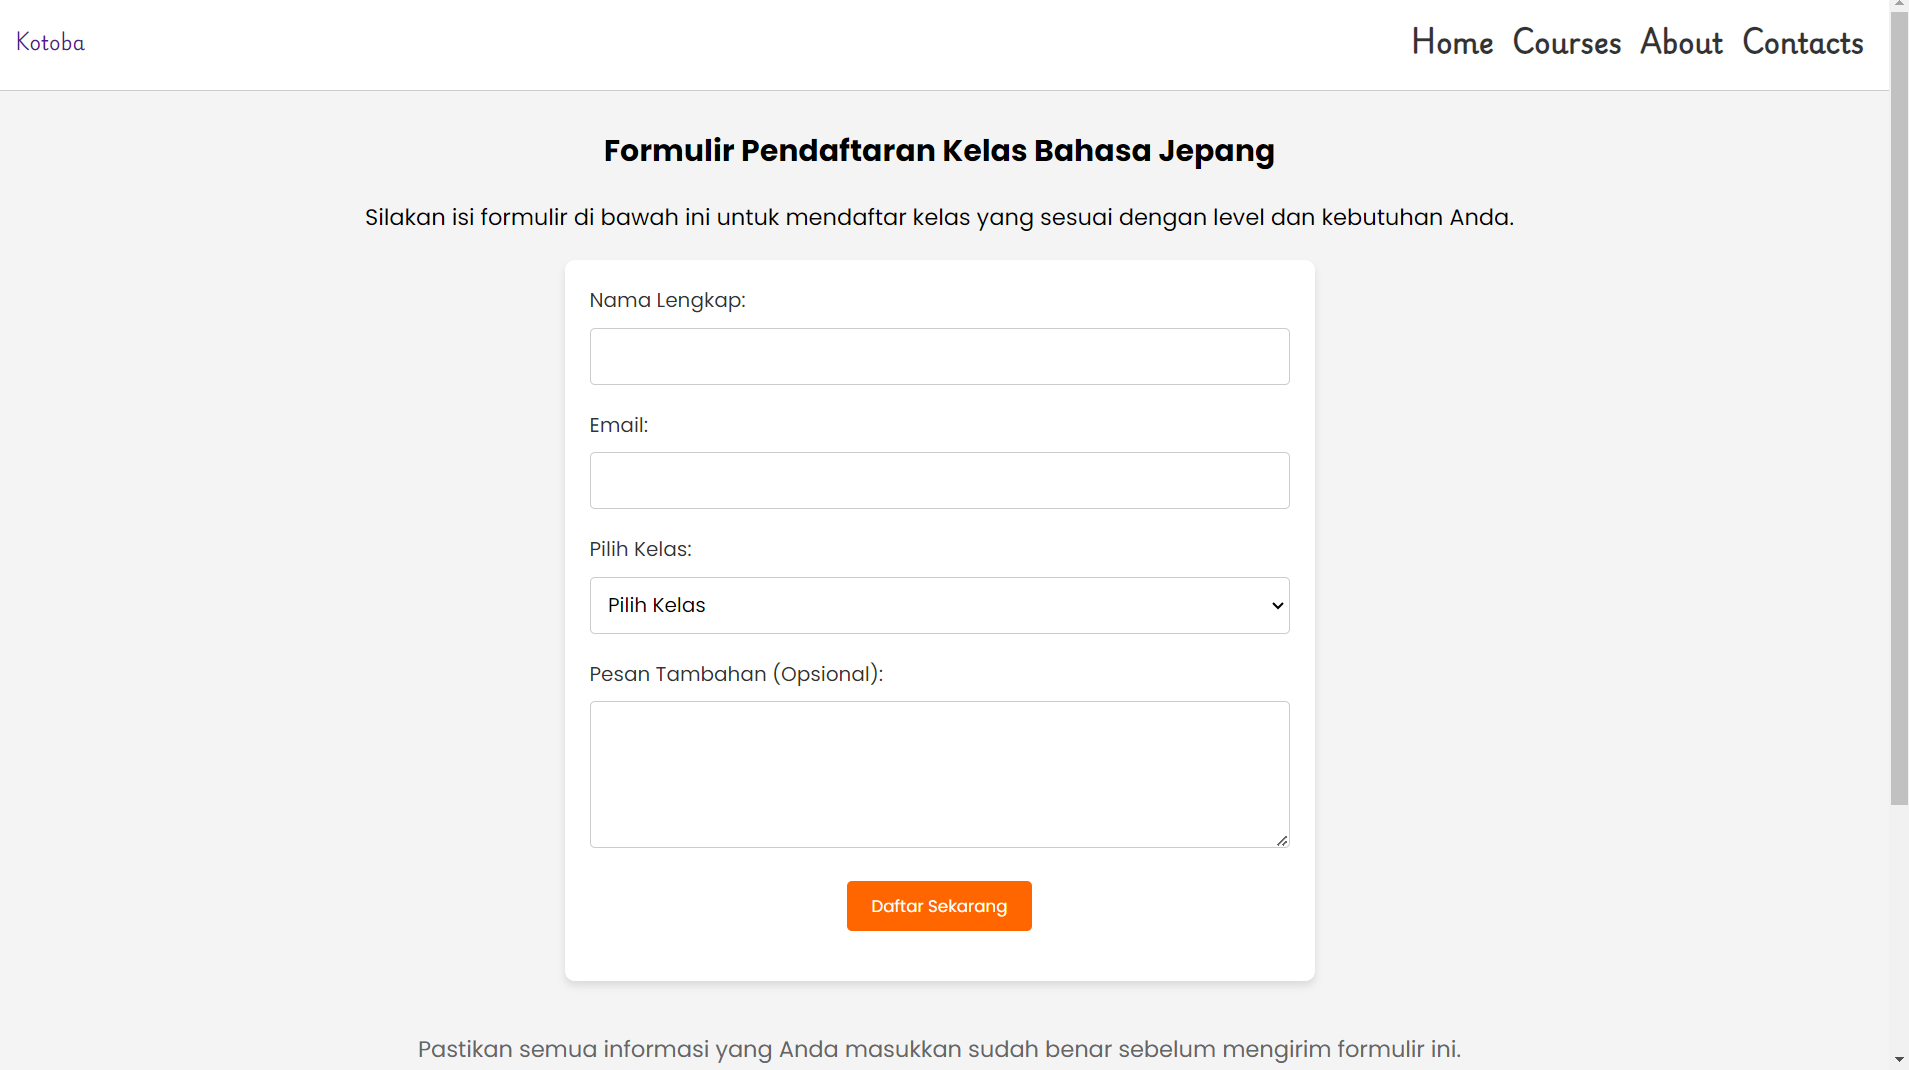 Kotoba
Home Courses About Contacts
Formulir Pendaftaran Kelas Bahasa Jepang
Silakan isi formulir di bawah ini untuk mendaftar kelas yang sesuai dengan level dan kebutuhan Anda.
Nama Lengkap:
Email:
Pilih Kelas:
Pilih Kelas
Pesan Tambahan (Opsional):
Daftar Sekarang
Pastikan semua informasi yang Anda masukkan sudah benar sebelum mengirim formulir ini.